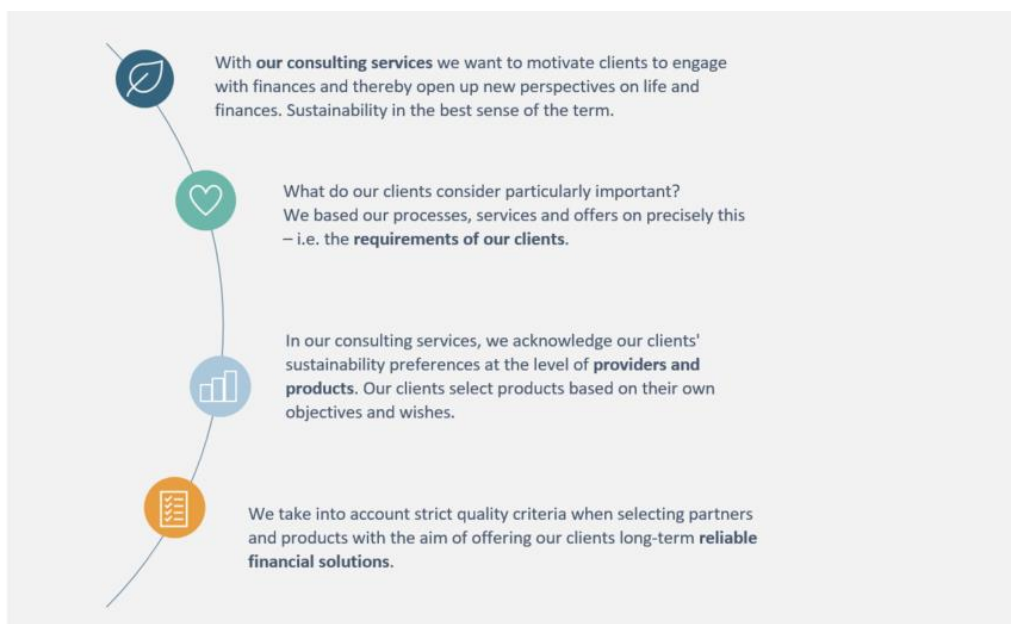 With our consulting services we want to motivate clients to engage
with finances and thereby open up new perspectives on life and
finances. Sustainability in the best sense of the term.
What do our clients consider particularly important?
We based our processes, services and offers on precisely this
– i.e. the requirements of our clients.
In our consulting services, we acknowledge our clients'
sustainability preferences at the level of providers and
products. Our clients select products based on their own
objectives and wishes.
We take into account strict quality criteria when selecting partners
and products with the aim of offering our clients long-term reliable
financial solutions.